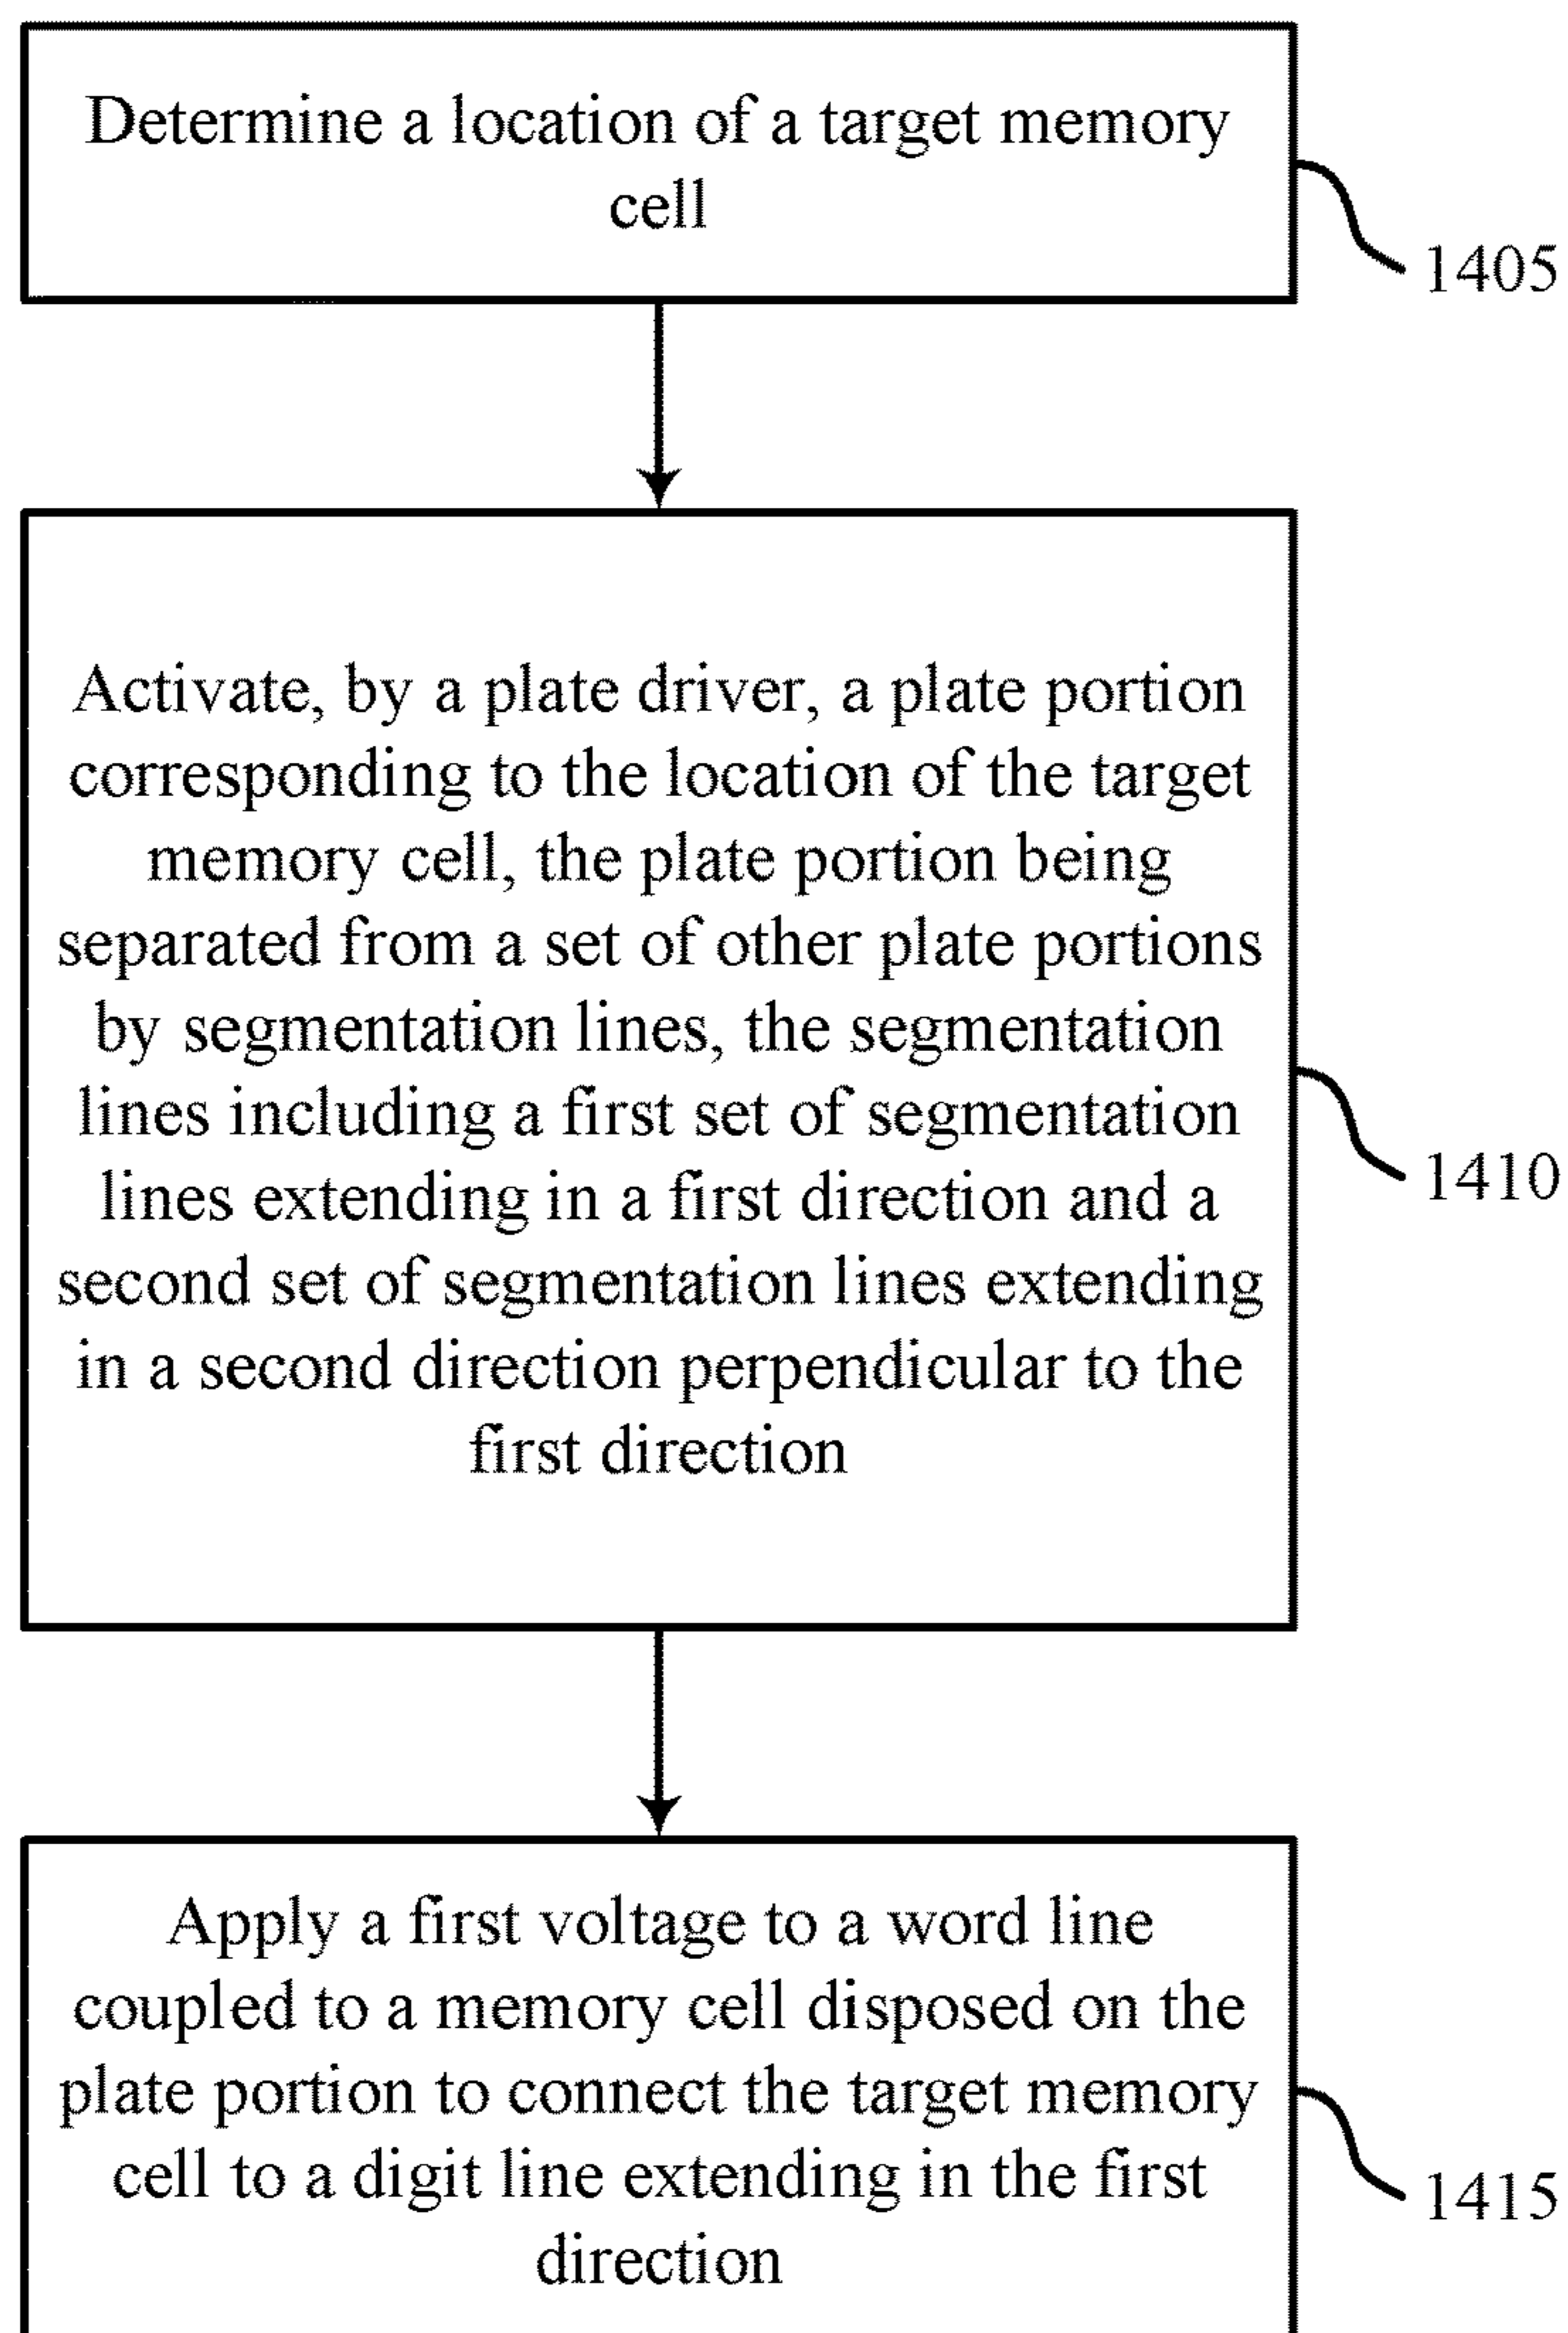 Determine a location of a target memory
cell
1405
Activate, by a plate driver, a plate portion
corresponding to the location of the target
memory cell, the plate portion being
separated from a set of other plate portions
by segmentation lines, the segmentation
lines including a first set of segmentation
lines extending in a first direction and a
second set of segmentation lines extending
in a second direction perpendicular to the
first direction
1410
Apply a first voltage to a word line
coupled to a memory cell disposed on the
plate portion to connect the target memory
cell to a digit line extending in the first
direction
1415